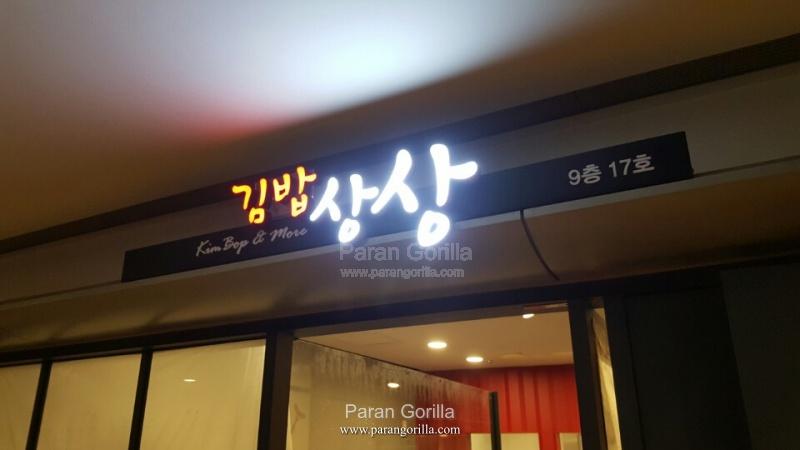 김밥상상
Kim Bop & More
9층 17호
Paran Gorilla
www.parangorilla.com
Paran Gorilla
www.parangorilla.com